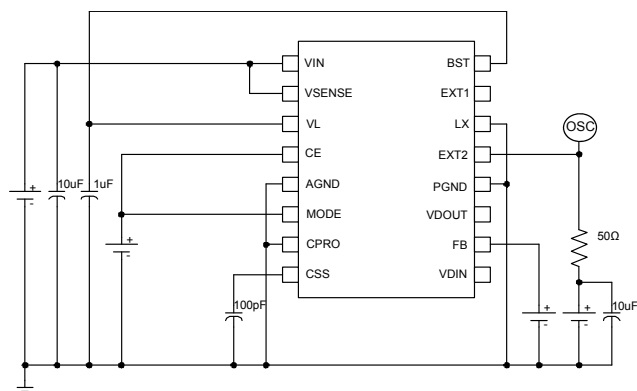 VIN
BST
VSENSE
EXT1
VL
LX
OSC
CE
EXT2
+
-
10uF
1uF
AGND
PGND
MODE
VDOUT
+
-
50Ω
CPRO
FB
CSS
VDIN
100pF
+
-
+
-
10uF